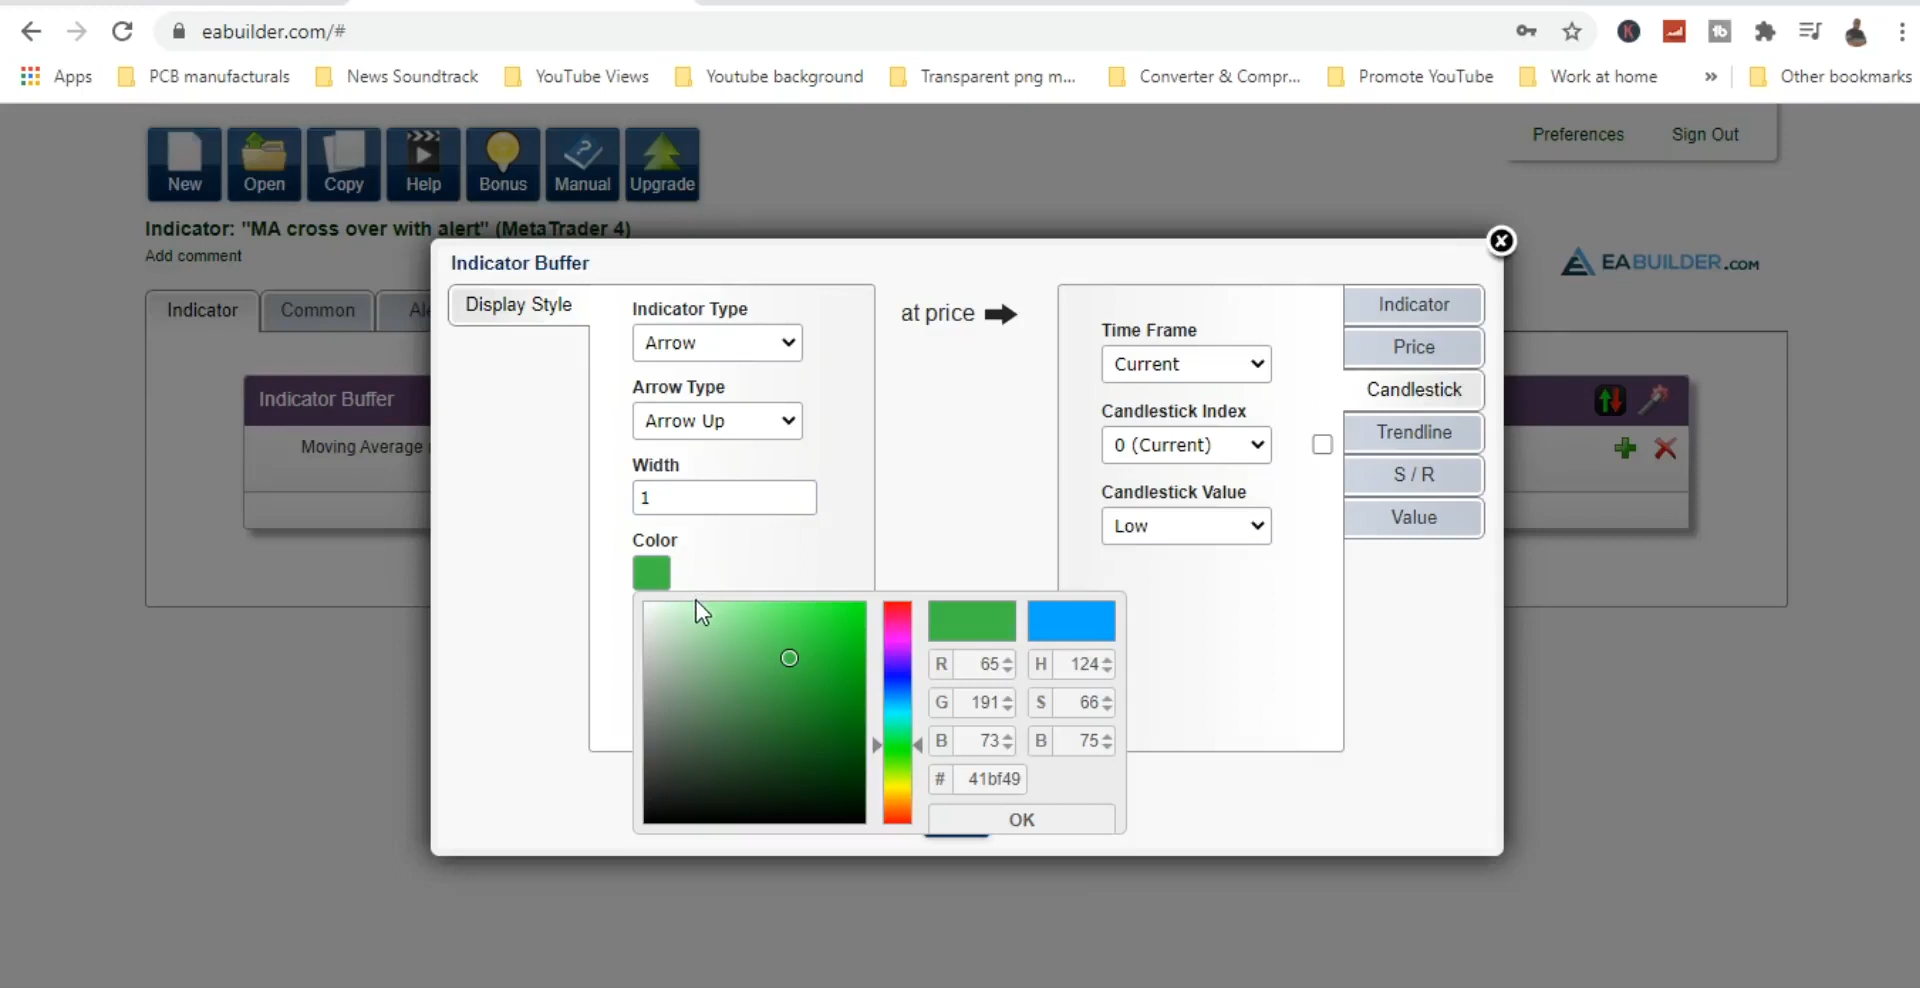 eabuilder.com/#
Apps
PCB manufacturals
News Soundtrack
YouTube Views
Youtube background
Transparent png m...
Converter & Compr...
Promote YouTube
Work at home
»
Other bookmarks
New
Open
Copy
Help
Bonus
Manual
Upgrade
Preferences
Sign Out
Indicator: "MA cross over with alert" (MetaTrader 4)
Add comment
EABUILDER.COM
Indicator
Common
Indicator Buffer
Moving Average
Indicator Buffer
Display Style
Indicator Type
Arrow
Arrow Type
Arrow Up
Width
1
Color
at price
Time Frame
Current
Candlestick Index
0 (Current)
Candlestick Value
Low
Indicator
Price
Candlestick
Trendline
S / R
Value
R 65
H 124
G 191
S 66
B 73
B 75
# 41bf49
OK